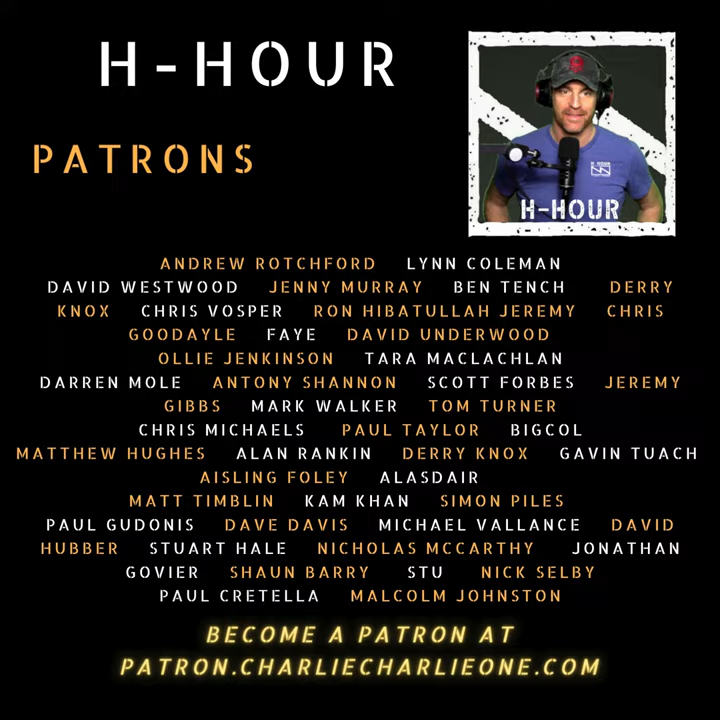 H-HOUR
PATRONS
H HOUR
H-HOUR
ANDREW ROTCHFORD LYNN COLEMAN
DAVID WESTWOOD JENNY MURRAY BEN TENCH DERRY
KNOX CHRIS VOSPER RON HIBATULLAH JEREMY CHRIS
GOODAYLE FAYE DAVID UNDERWOOD
OLLIE JENKINSON TARA MACLACHLAN
DARREN MOLE ANTONY SHANNON SCOTT FORBES JEREMY
GIBBS MARK WALKER TOM TURNER
CHRIS MICHAELS PAUL TAYLOR BIGCOL
MATTHEW HUGHES ALAN RANKIN DERRY KNOX GAVIN TUACH
AISLING FOLEY ALASDAIR
MATT TIMBLIN KAM KHAN SIMON PILES
PAUL GUDONIS DAVE DAVIS MICHAEL VALLANCE DAVID
HUBBER STUART HALE NICHOLAS MCCARTHY JONATHAN
GOVIER SHAUN BARRY STU NICK SELBY
PAUL CRETELLA MALCOLM JOHNSTON
BECOME A PATRON AT
PATRON.CHARLIECHARLIEONE.COM